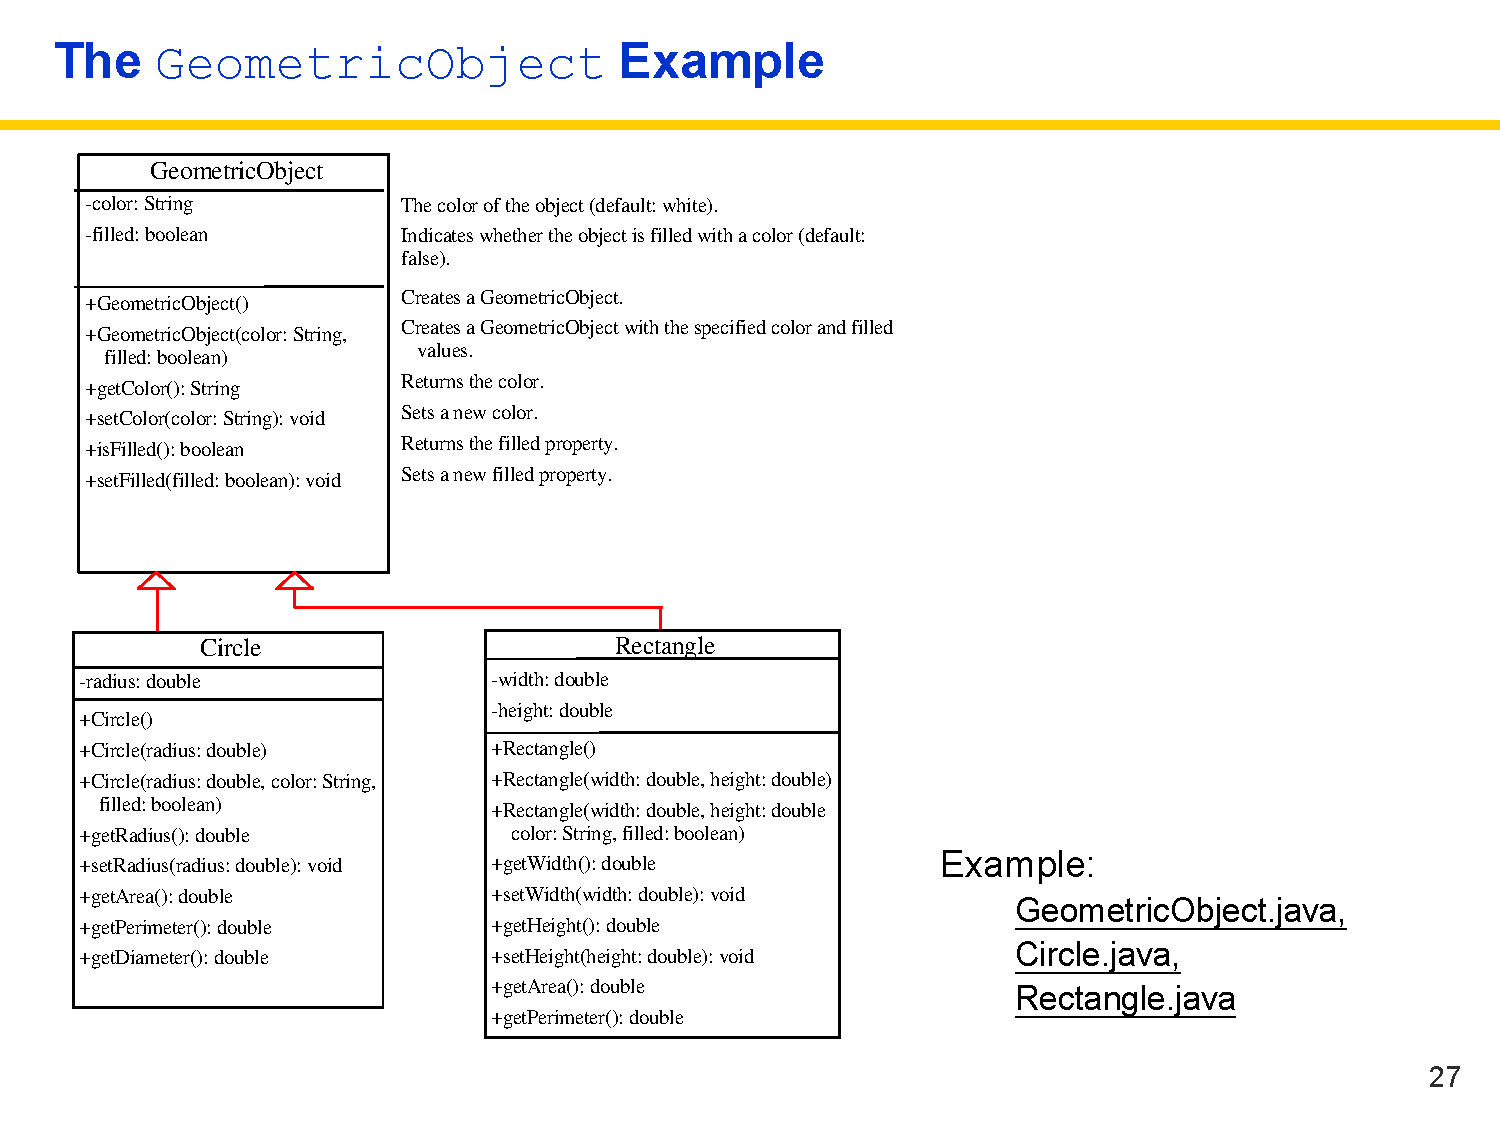 The GeometricObject Example
GeometricObject
-color: String
-filled: boolean
+GeometricObject()
+GeometricObject(color: String,
filled: boolean)
+getColor(): String
+setColor(color: String): void
+isFilled(): boolean
+setFilled(filled: boolean): void
The color of the object (default: white).
Indicates whether the object is filled with a color (default:
false).
Creates a GeometricObject.
Creates a GeometricObject with the specified color and filled
values.
Returns the color.
Sets a new color.
Returns the filled property.
Sets a new filled property.
Circle
-radius: double
+Circle()
+Circle(radius: double)
+Circle(radius: double, color: String,
filled: boolean)
+getRadius(): double
+setRadius(radius: double): void
+getArea(): double
+getPerimeter(): double
+getDiameter(): double
Rectangle
-width: double
-height: double
+Rectangle()
+Rectangle(width: double, height: double)
+Rectangle(width: double, height: double
color: String, filled: boolean)
+getWidth(): double
+setWidth(width: double): void
+getHeight(): double
+setHeight(height: double): void
+getArea(): double
+getPerimeter(): double
Example:
GeometricObject.java,
Circle.java,
Rectangle.java
27